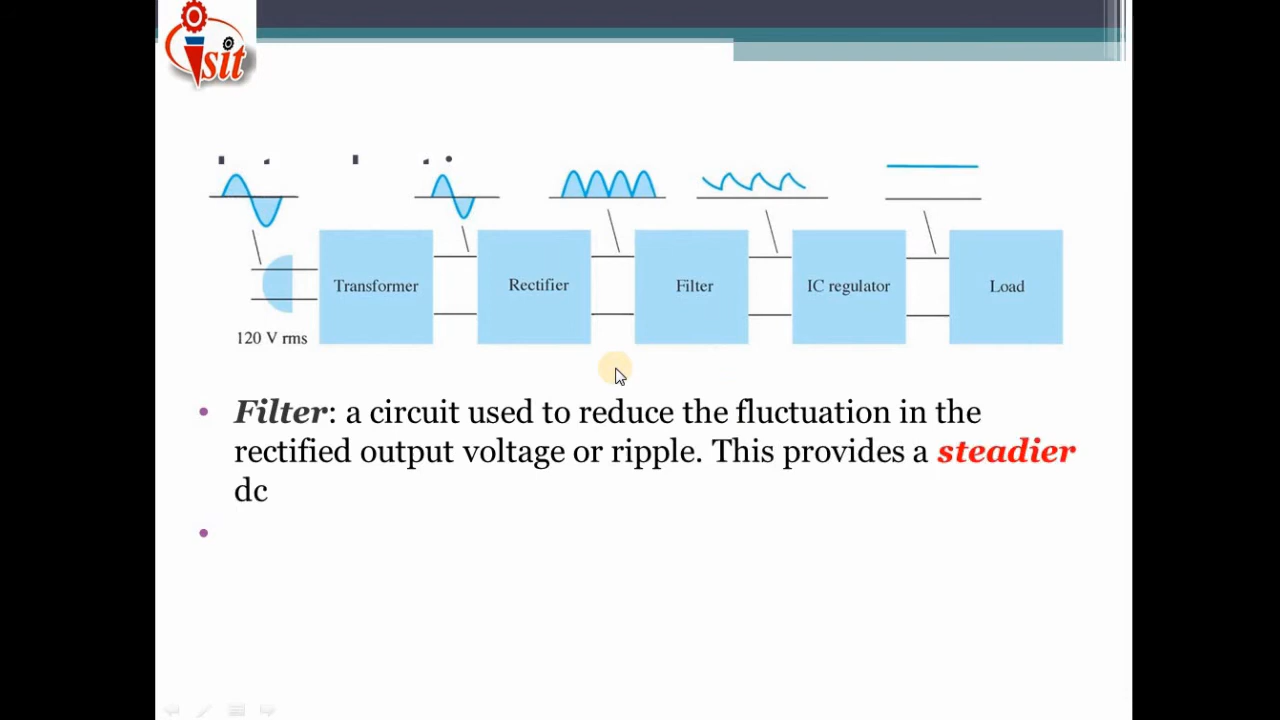 sit
120 V rms
Transformer
Rectifier
Filter
IC regulator
Load
• Filter: a circuit used to reduce the fluctuation in the
rectified output voltage or ripple. This provides a steadier
dc
•